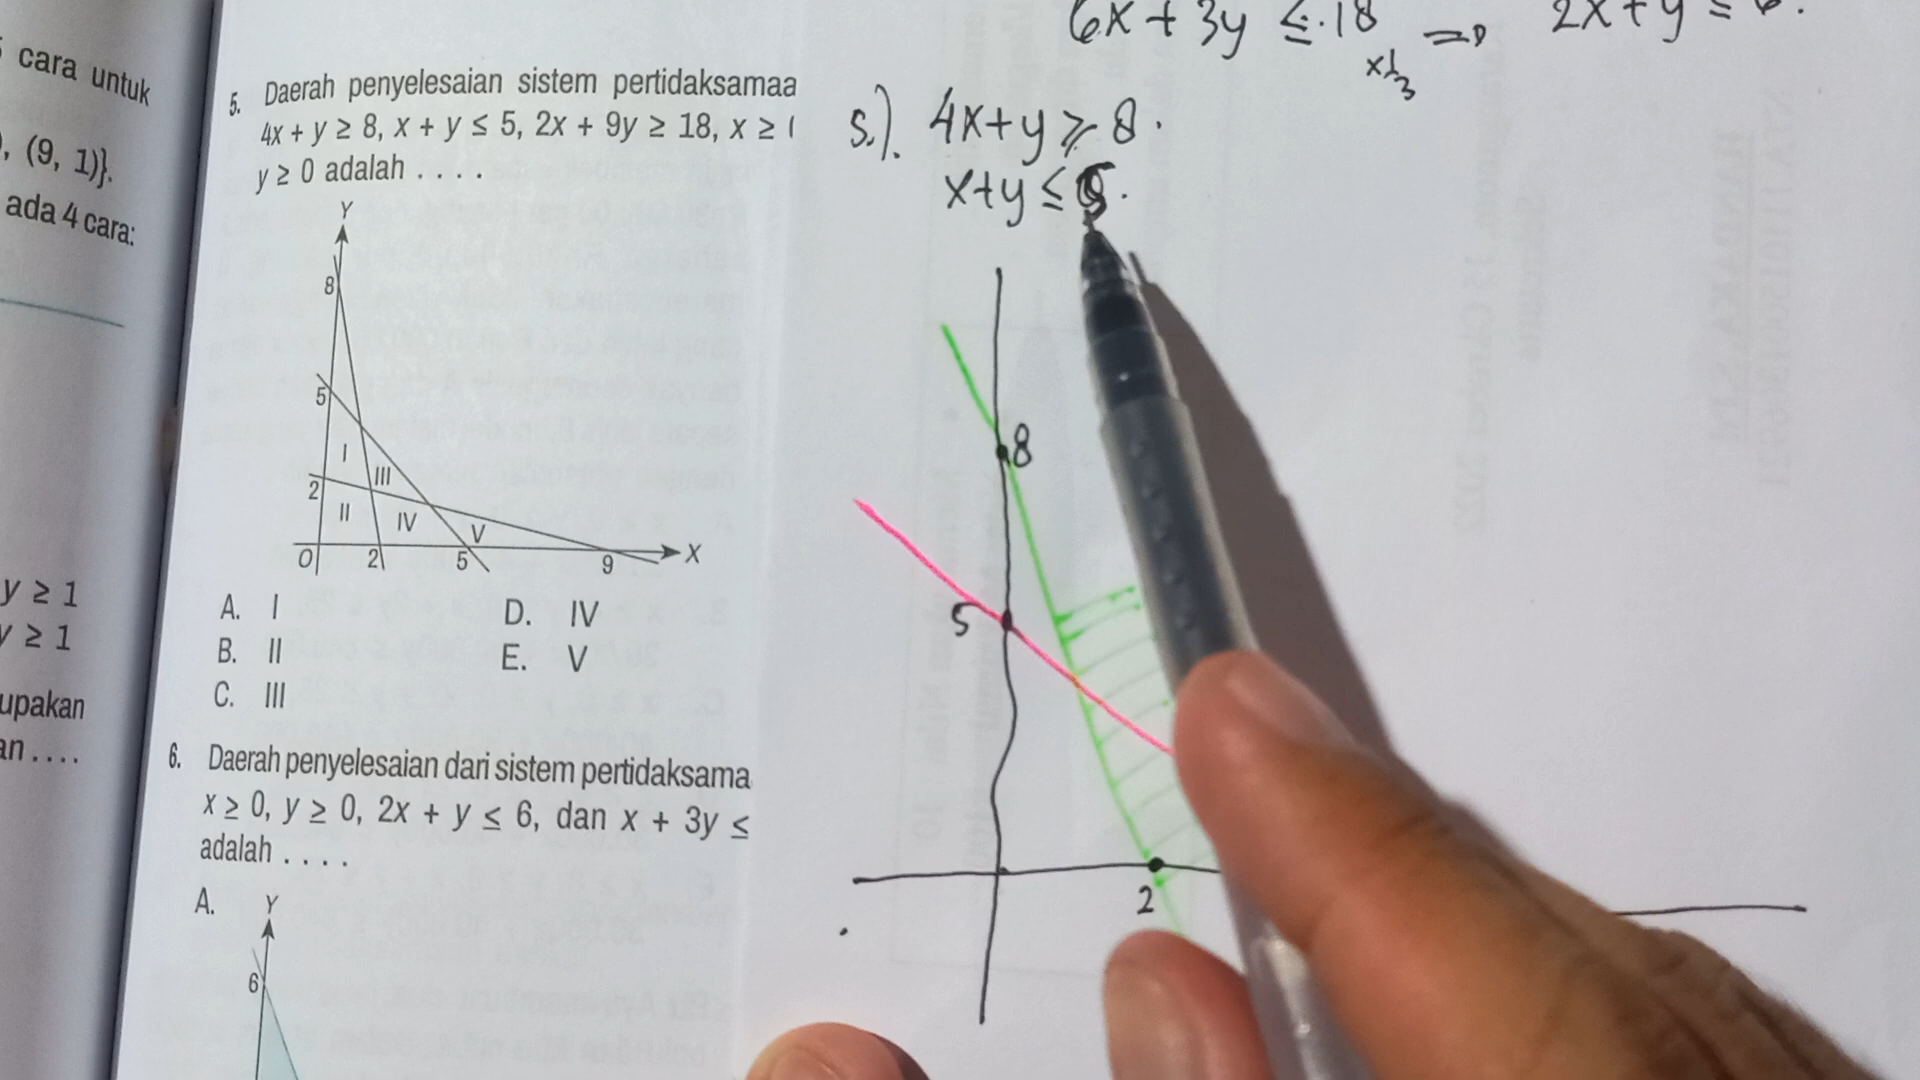 cara untuk
, (9, 1)}.
ada 4 cara:
y ≥ 1
y ≥ 1
upakan
an . . . .
5. Daerah penyelesaian sistem pertidaksamaa
4x + y ≥ 8, x + y ≤ 5, 2x + 9y ≥ 18, x ≥
y ≥ 0 adalah . . . .
Y
8
5
I
III
2
II
IV
V
O
2
5
9
X
A. I
D. IV
B. II
E. V
C. III
6. Daerah penyelesaian dari sistem pertidaksama
x ≥ 0, y ≥ 0, 2x + y ≤ 6, dan x + 3y ≤
adalah . . . .
A.
Y
6
6x + 3y ≤ 18
x 1/3
⇒ 2x + y ≤
5.). 4x+y ≥ 8.
x+y ≤ 5.
8
5
2